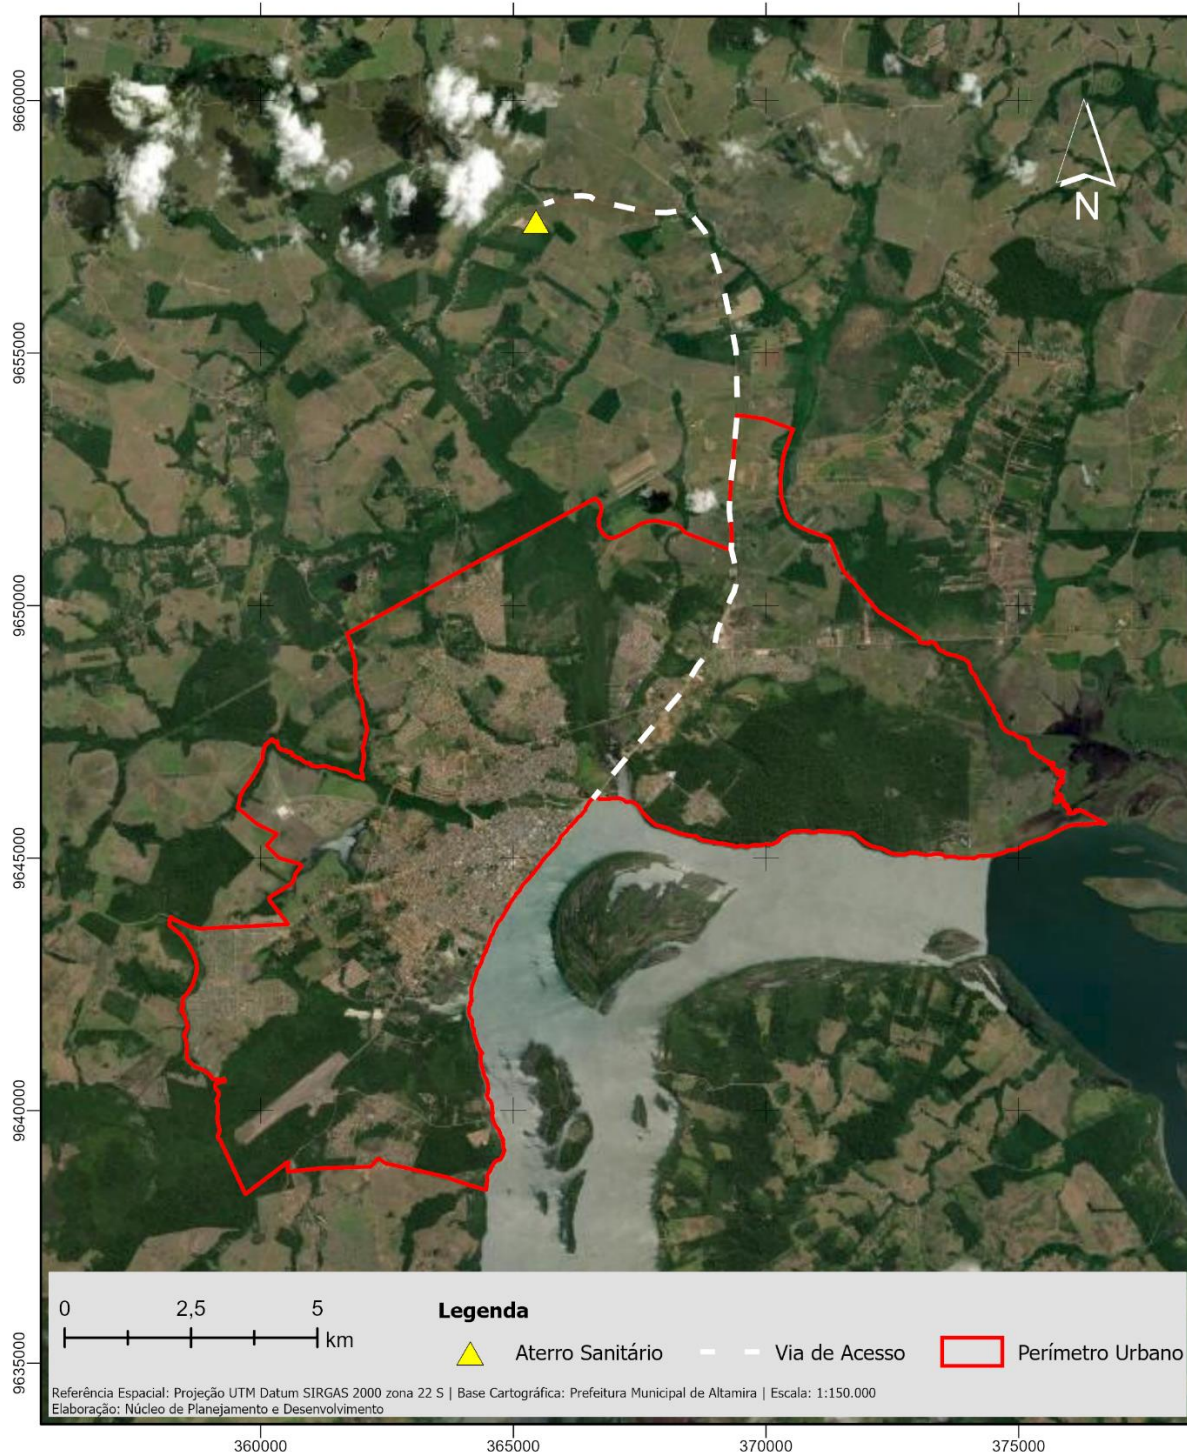 9660000
9655000
9650000
9645000
9640000
9635000
N
0 2,5 5
km
Legenda
Aterro Sanitário
Via de Acesso
Perímetro Urbano
Referência Espacial: Projeção UTM Datum SIRGAS 2000 zona 22 S | Base Cartográfica: Prefeitura Municipal de Altamira | Escala: 1:150.000
Elaboração: Núcleo de Planejamento e Desenvolvimento
360000 365000 370000 375000